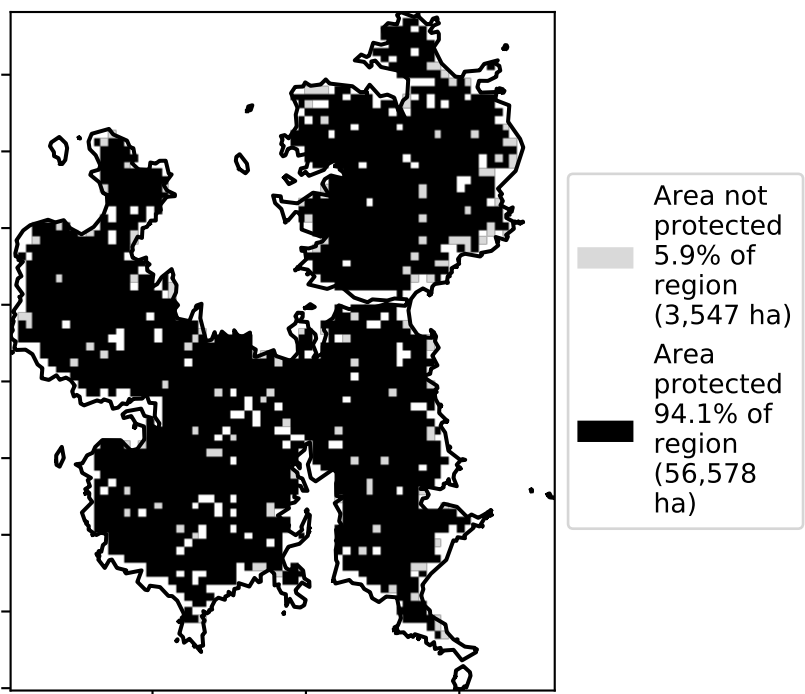 Area not
protected
5.9% of
region
(3,547 ha)
Area
protected
94.1% of
region
(56,578
ha)